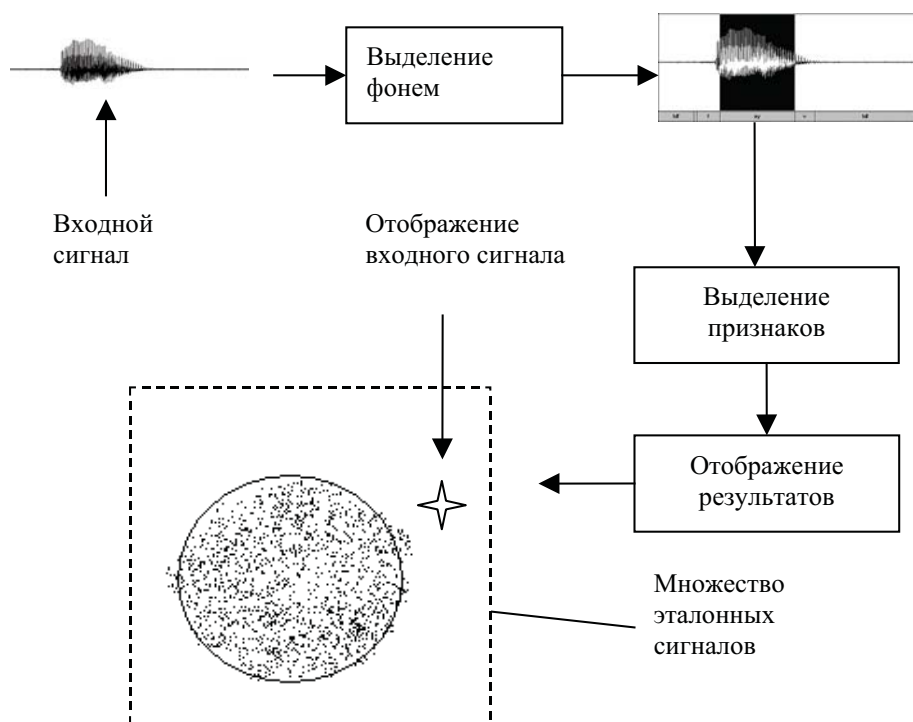 Выделение
фонем
Входной
сигнал
Отображение
входного сигнала
Выделение
признаков
Отображение
результатов
Множество
эталонных
сигналов